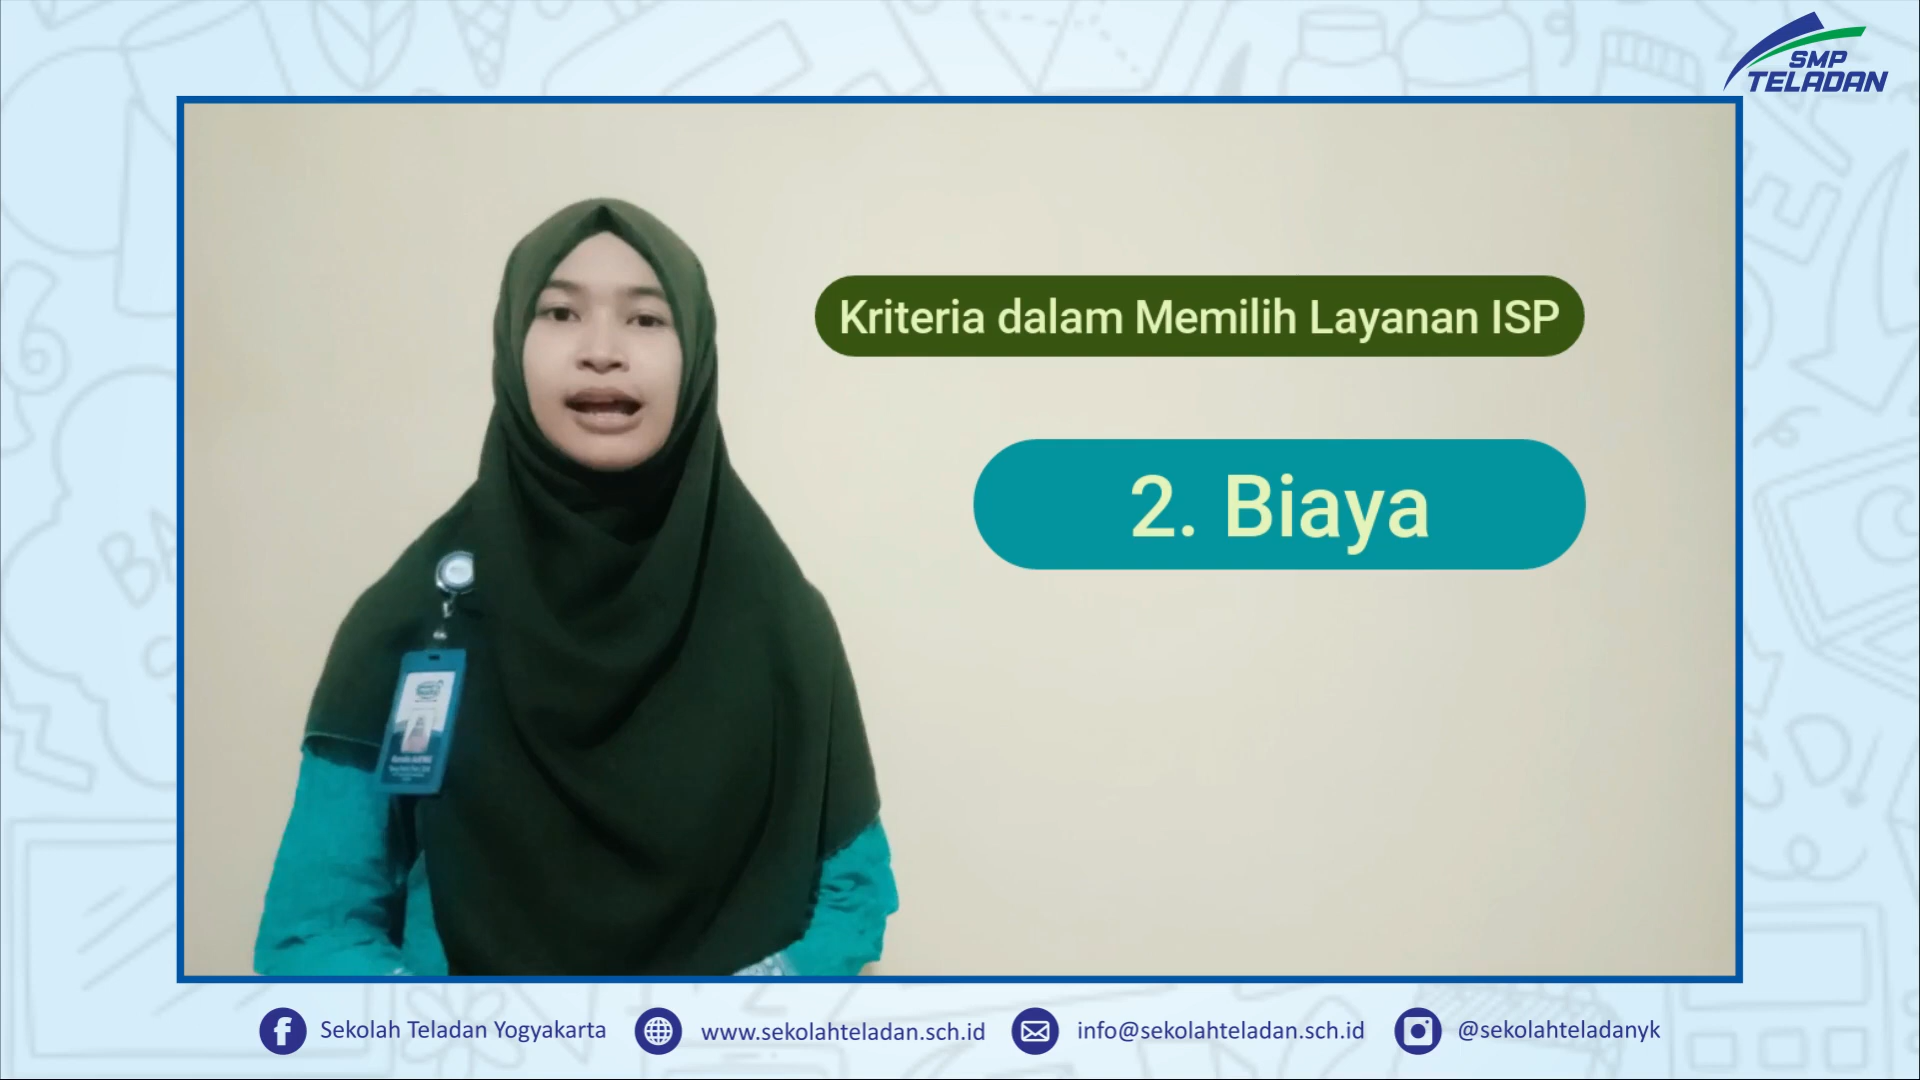 SMP
TELADAN
Kriteria dalam Memilih Layanan ISP
2. Biaya
Sekolah Teladan Yogyakarta
www.sekolahteladan.sch.id
info@sekolahteladan.sch.id
@sekolahteladanyk